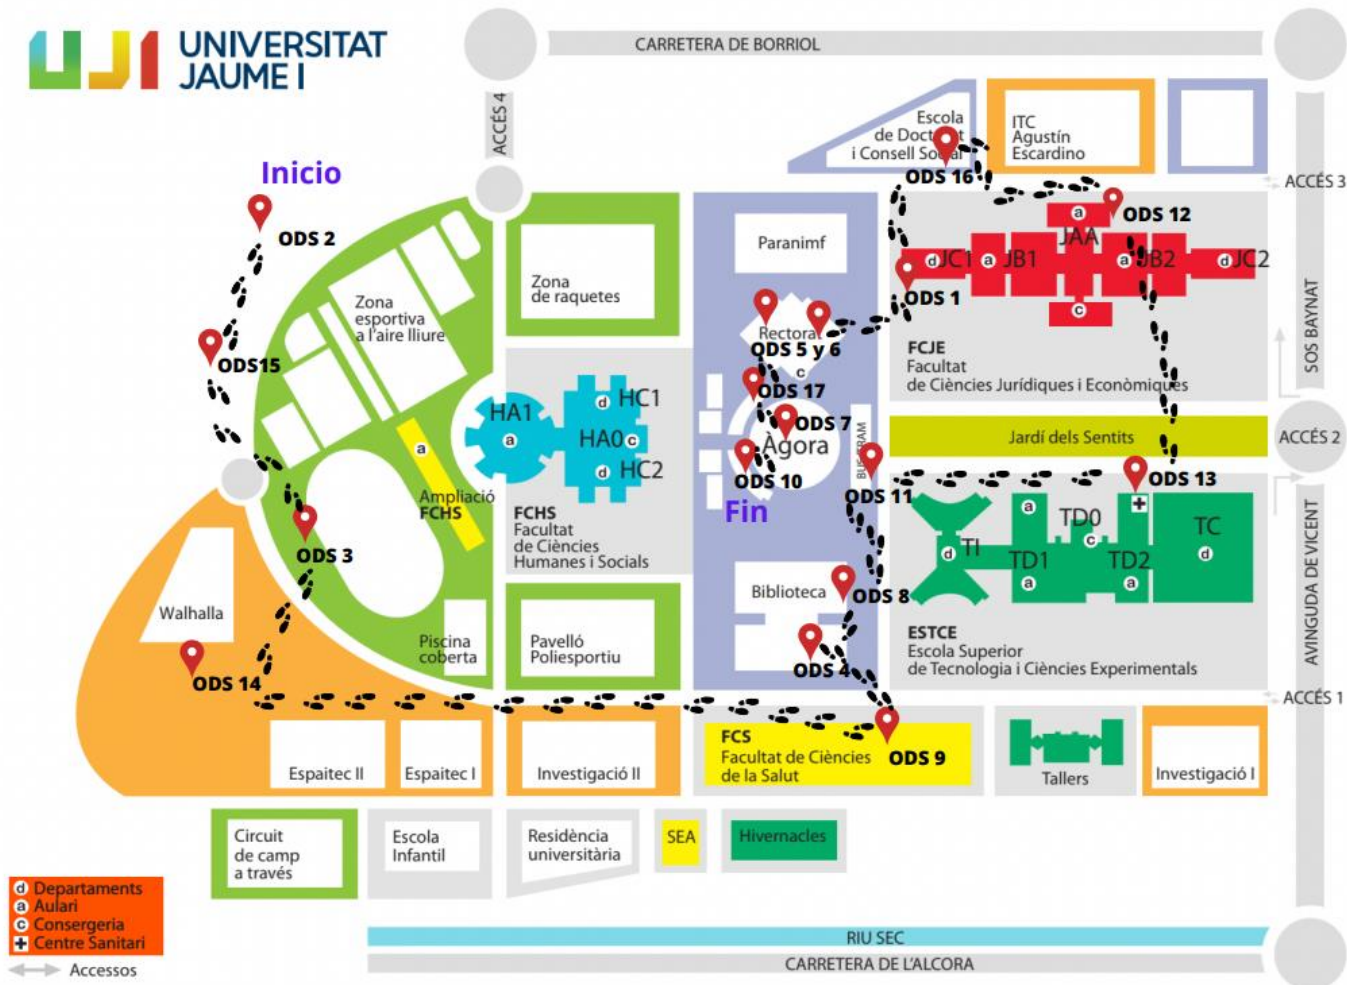 UNIVERSITAT
JAUME I
CARRETERA DE BORRIOL
ACCÉS 4
Escola
de Doctorat
i Consell Social
ITC
Agustín
Escardino
Inicio
ODS 2
ODS 16
ACCÉS 3
ODS 12
a
JAA
Paranimf
Zona
de raquetes
Zona
esportiva
a l'aire lliure
d JC1
a JB1
a JB2
d JC2
ODS 1
SOS BAYNAT
c
Rectorat
ODS 5 y 6
c
ODS15
FCJE
Facultat
de Ciències Jurídiques i Econòmiques
ODS 17
HA1
a
d HC1
HA0 c
d HC2
ODS 7
Àgora
BUS/TRAM
Jardí dels Sentits
ACCÉS 2
a
ODS 10
ODS 11
ODS 13
Fin
Ampliació
FCHS
FCHS
Facultat
de Ciències
Humanes i Socials
ODS 3
a
TD0
c
TI
d
TD1
a
TD2
a
TC
d
AVINGUDA DE VICENT
Walhalla
Biblioteca
ODS 8
Piscina
coberta
Pavelló
Poliesportiu
ODS 4
ESTCE
Escola Superior
de Tecnologia i Ciències Experimentals
ODS 14
ACCÉS 1
FCS
Facultat de Ciències
de la Salut
ODS 9
Espaitec II
Espaitec I
Investigació II
Tallers
Investigació I
Circuit
de camp
a través
Escola
Infantil
Residència
universitària
SEA
Hivernacles
d Departaments
a Aulari
c Consergeria
+ Centre Sanitari
Accessos
RIU SEC
CARRETERA DE L'ALCORA